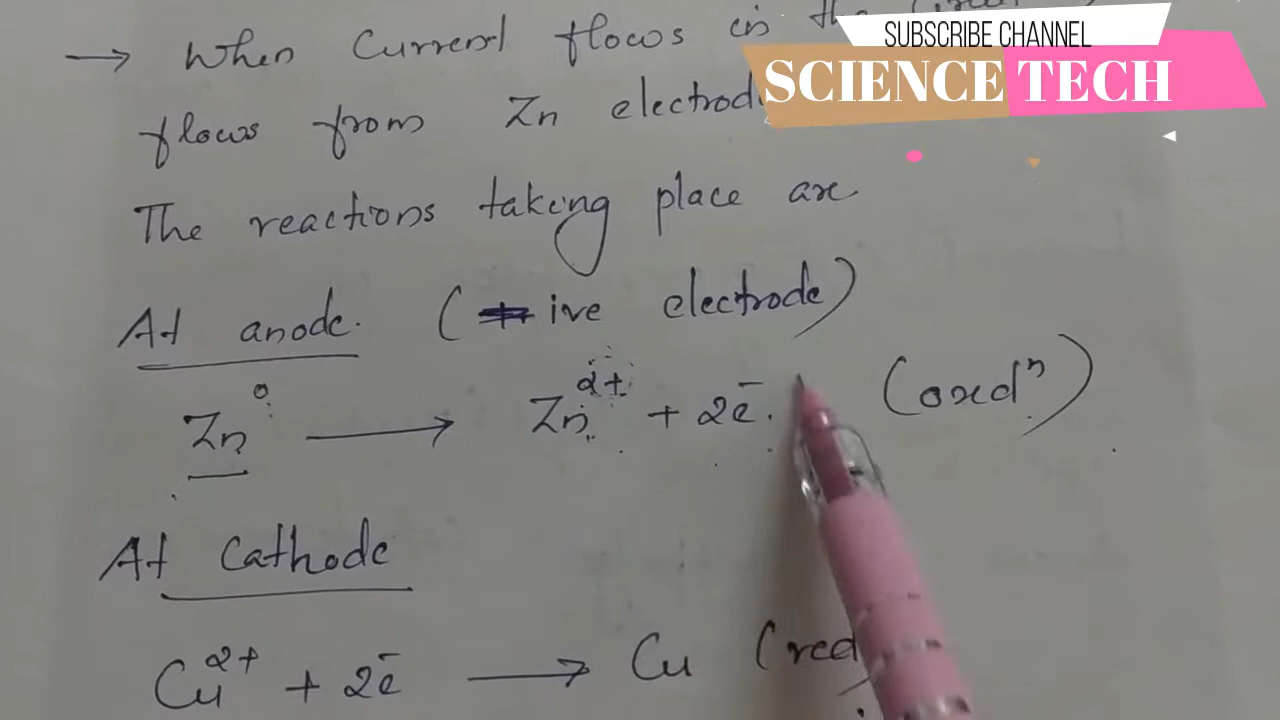 → When Current flows in the
SUBSCRIBE CHANNEL
SCIENCE TECH
flows from Zn electrode
The reactions taking place are
At anode. ( ive electrode)
Zn⁰ → Zn²⁺ + 2e⁻. (oxdⁿ)
At Cathode
Cu²⁺ + 2e⁻ → Cu (red